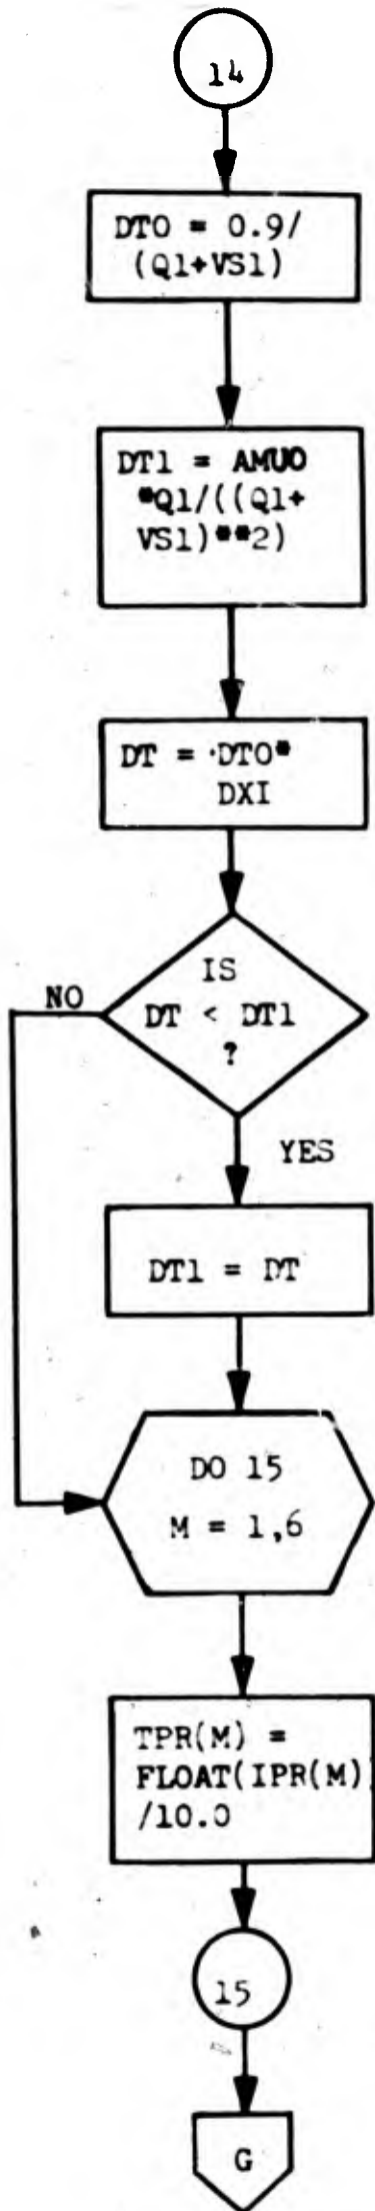 14
DTO = 0.9/
(Q1+VS1)
DT1 = AMUO
*Q1/((Q1+
VS1)**2)
DT = DTO*
DXI
IS
NO
DT < DT1
?
YES
DT1 = DT
DO 15
M = 1,6
TPR(M) =
FLOAT(IPR(M)
/10.0
15
G